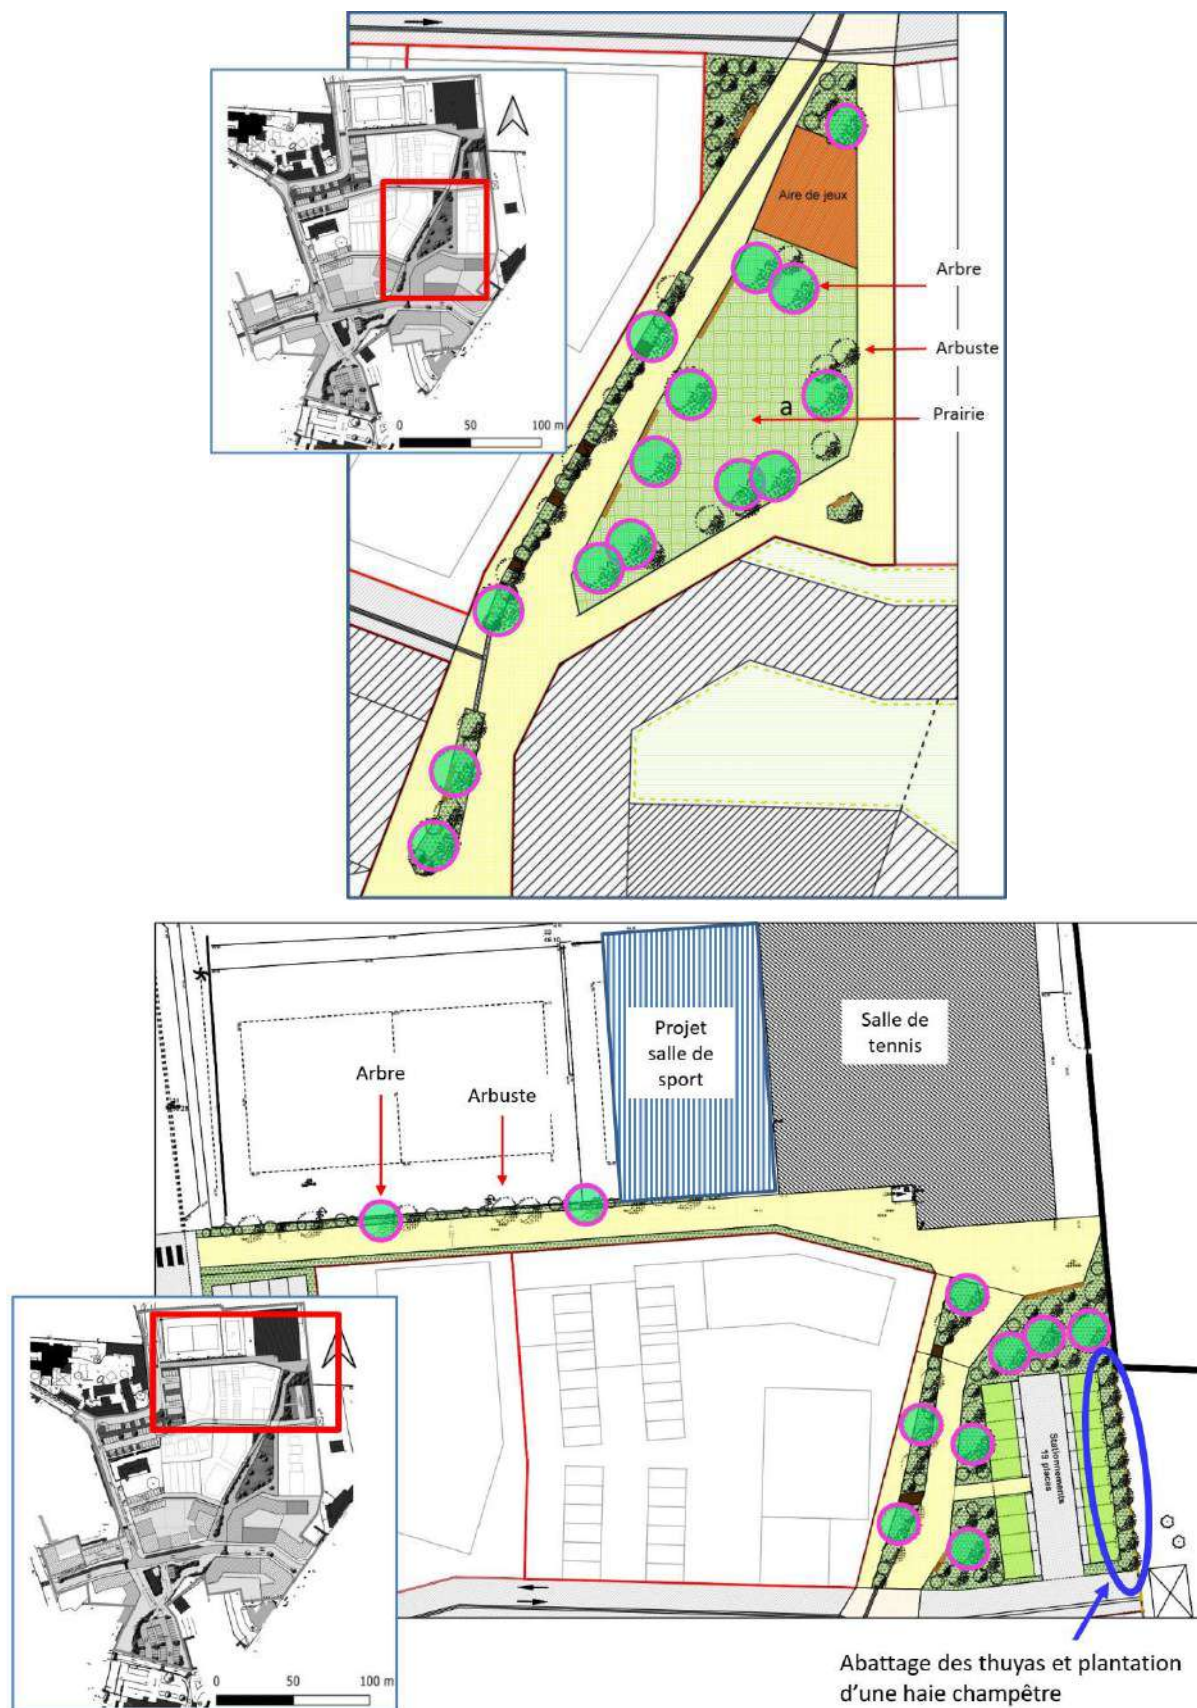 Aire de jeux
Arbre
Arbuste
a
Prairie
0
50
100 m
Projet
salle de
sport
Salle de
tennis
Arbre
Arbuste
Stationnements
19 places
0
50
100 m
Abattage des thuyas et plantation
d'une haie champêtre